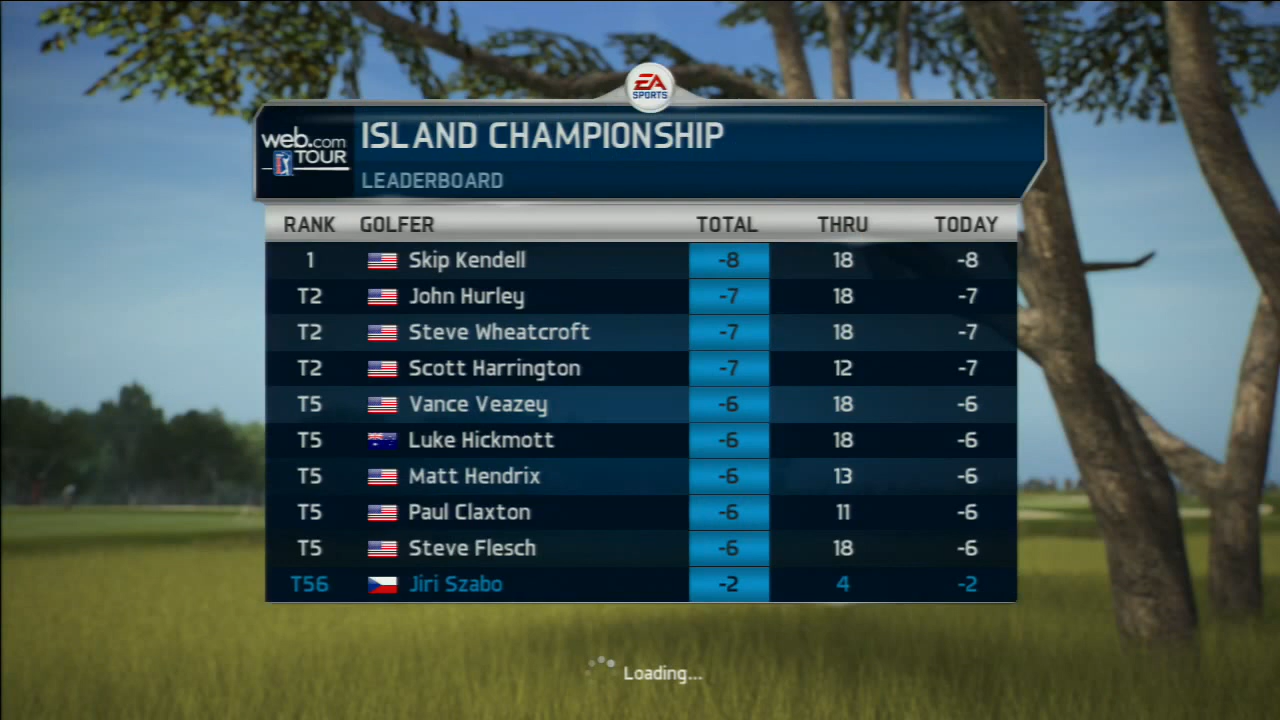 EA
SPORTS
web.com
TOUR
ISLAND CHAMPIONSHIP
LEADERBOARD
RANK GOLFER TOTAL THRU TODAY
1 Skip Kendell -8 18 -8
T2 John Hurley -7 18 -7
T2 Steve Wheatcroft -7 18 -7
T2 Scott Harrington -7 12 -7
T5 Vance Veazey -6 18 -6
T5 Luke Hickmott -6 18 -6
T5 Matt Hendrix -6 13 -6
T5 Paul Claxton -6 11 -6
T5 Steve Flesch -6 18 -6
T56 Jiri Szabo -2 4 -2
Loading...